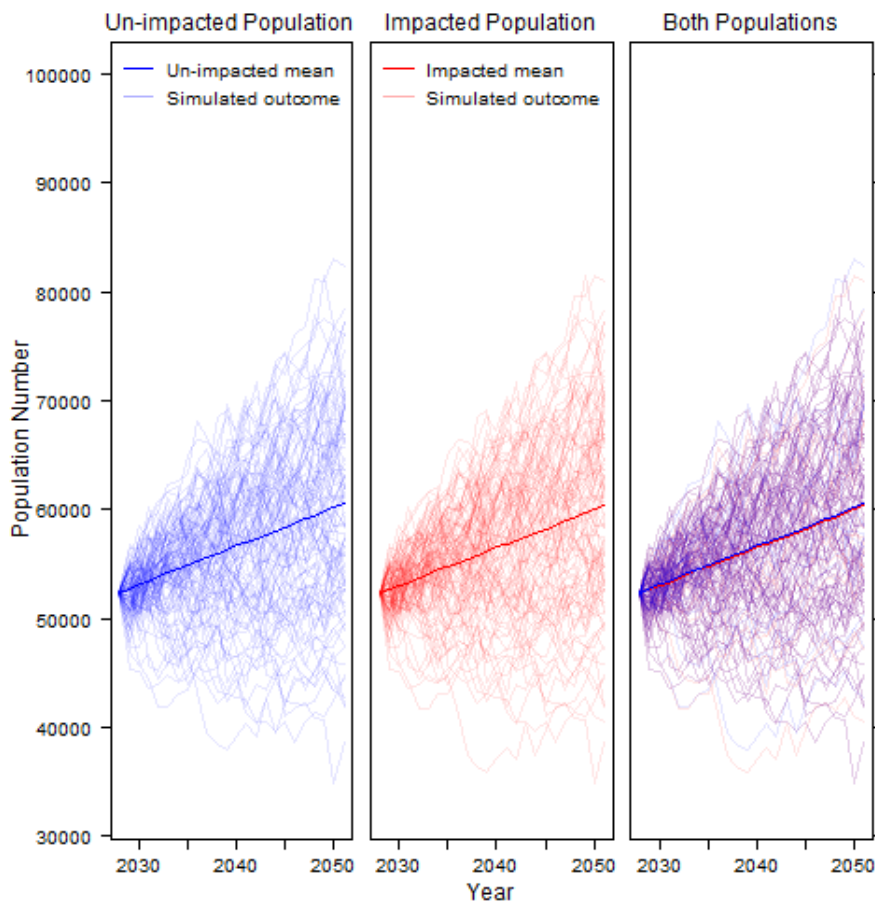 Un-impacted Population
Impacted Population
Both Populations
Un-impacted mean
Simulated outcome
Impacted mean
Simulated outcome
100000
90000
80000
70000
60000
50000
40000
30000
Population Number
2030
2040
2050
2030
2040
2050
2030
2040
2050
Year